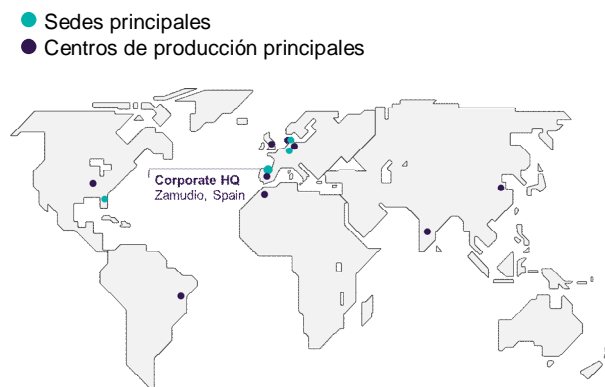 Sedes principales
Centros de producción principales
Corporate HQ
Zamudio, Spain